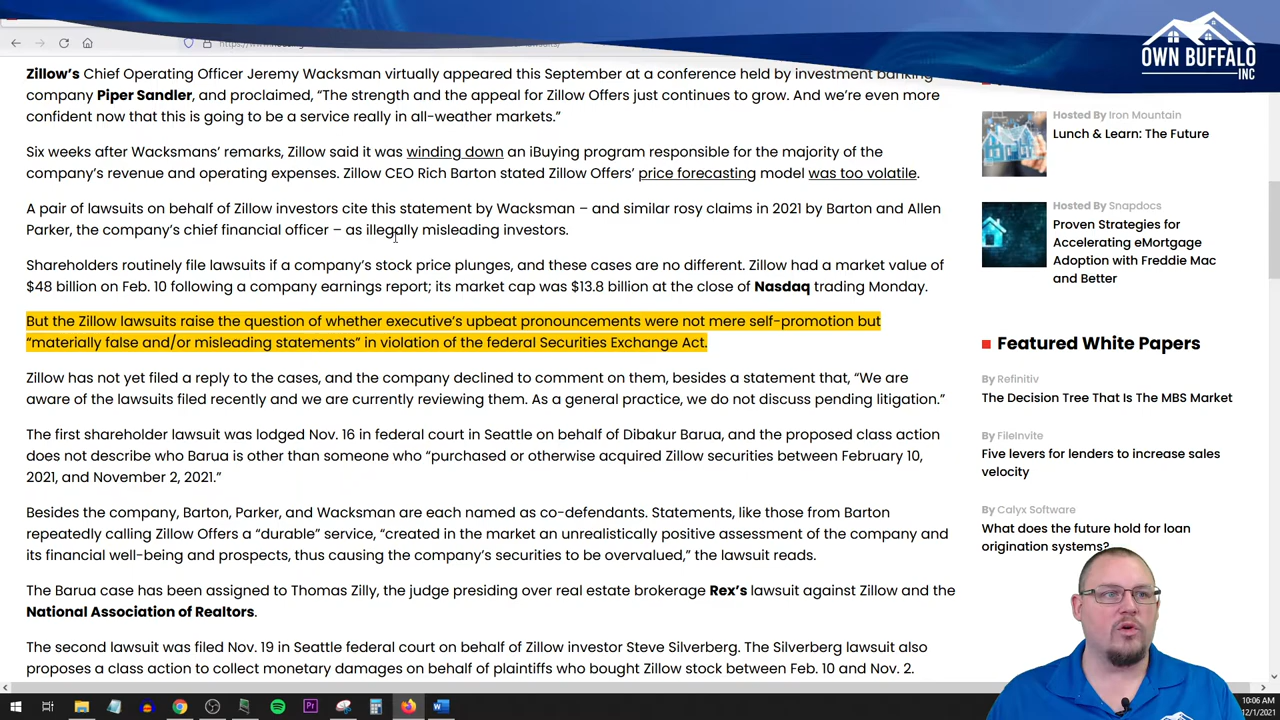 OWN BUFFALO
INC
Zillow’s Chief Operating Officer Jeremy Wacksman virtually appeared this September at a conference held by investment banking
company Piper Sandler, and proclaimed, “The strength and the appeal for Zillow Offers just continues to grow. And we’re even more
confident now that this is going to be a service really in all-weather markets.”
Six weeks after Wacksmans’ remarks, Zillow said it was winding down an iBuying program responsible for the majority of the
company’s revenue and operating expenses. Zillow CEO Rich Barton stated Zillow Offers’ price forecasting model was too volatile.
A pair of lawsuits on behalf of Zillow investors cite this statement by Wacksman – and similar rosy claims in 2021 by Barton and Allen
Parker, the company’s chief financial officer – as illegally misleading investors.
Shareholders routinely file lawsuits if a company’s stock price plunges, and these cases are no different. Zillow had a market value of
$48 billion on Feb. 10 following a company earnings report; its market cap was $13.8 billion at the close of Nasdaq trading Monday.
But the Zillow lawsuits raise the question of whether executive’s upbeat pronouncements were not mere self-promotion but
“materially false and/or misleading statements” in violation of the federal Securities Exchange Act.
Zillow has not yet filed a reply to the cases, and the company declined to comment on them, besides a statement that, “We are
aware of the lawsuits filed recently and we are currently reviewing them. As a general practice, we do not discuss pending litigation.”
The first shareholder lawsuit was lodged Nov. 16 in federal court in Seattle on behalf of Dibakur Barua, and the proposed class action
does not describe who Barua is other than someone who “purchased or otherwise acquired Zillow securities between February 10,
2021, and November 2, 2021.”
Besides the company, Barton, Parker, and Wacksman are each named as co-defendants. Statements, like those from Barton
repeatedly calling Zillow Offers a “durable” service, “created in the market an unrealistically positive assessment of the company and
its financial well-being and prospects, thus causing the company’s securities to be overvalued,” the lawsuit reads.
The Barua case has been assigned to Thomas Zilly, the judge presiding over real estate brokerage Rex’s lawsuit against Zillow and the
National Association of Realtors.
The second lawsuit was filed Nov. 19 in Seattle federal court on behalf of Zillow investor Steve Silverberg. The Silverberg lawsuit also
proposes a class action to collect monetary damages on behalf of plaintiffs who bought Zillow stock between Feb. 10 and Nov. 2.
Hosted By Iron Mountain
Lunch & Learn: The Future
Hosted By Snapdocs
Proven Strategies for
Accelerating eMortgage
Adoption with Freddie Mac
and Better
Featured White Papers
By Refinitiv
The Decision Tree That Is The MBS Market
By FileInvite
Five levers for lenders to increase sales
velocity
By Calyx Software
What does the future hold for loan
origination systems?
10:06 AM
12/1/2021